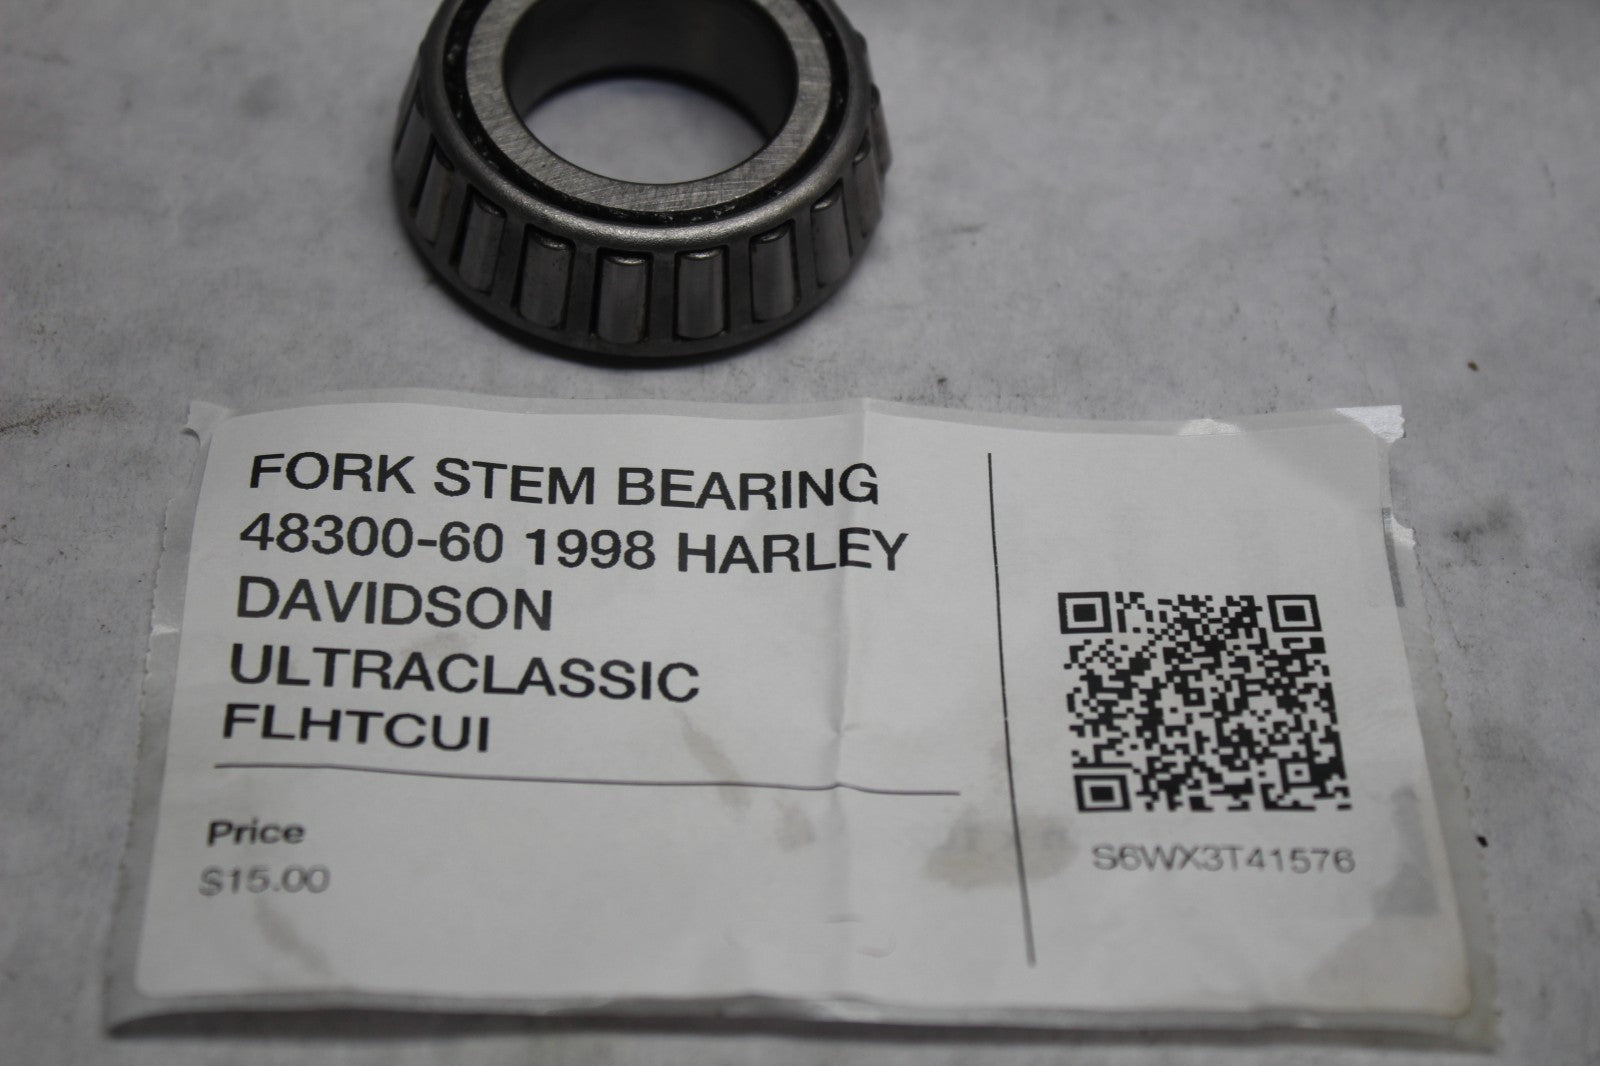 FORK STEM BEARING
48300-60 1998 HARLEY
DAVIDSON
ULTRACLASSIC
FLHTCUI
Price
$15.00
S6WX3T41576